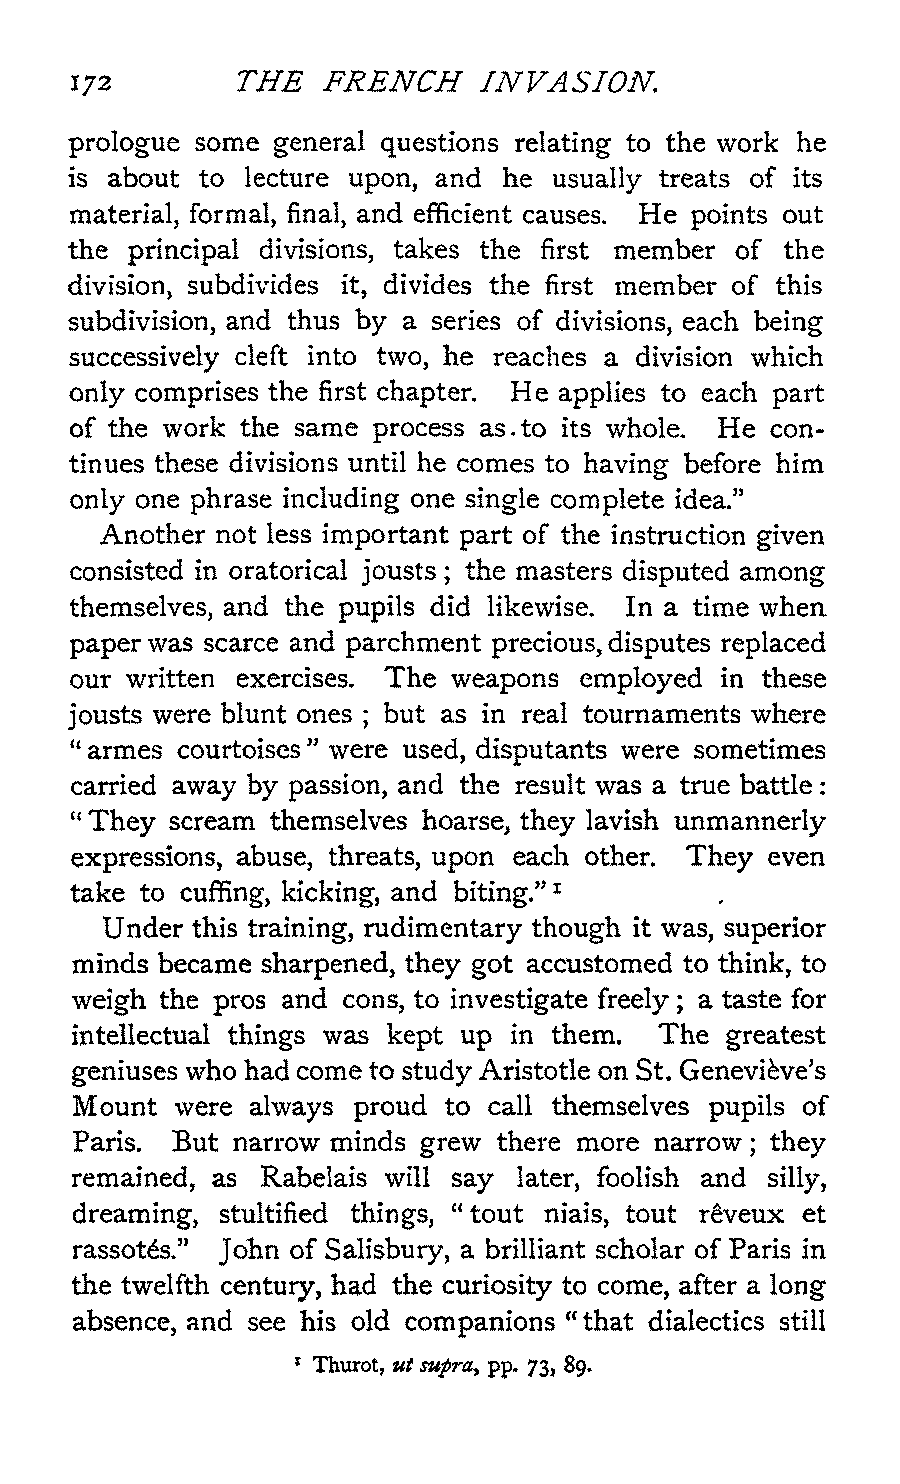 172 THE FRENCH INVASION.
prologue some general questions relating to the work he
is about to lecture upon, and he usually treats of its
material, formal, final, and efficient causes. He points out
the principal divisions, takes the first member of the
division, subdivides it, divides the first member of this
subdivision, and thus by a series of divisions, each being
successively cleft into two, he reaches a division which
only comprises the first chapter. He applies to each part
of the work the same process as.to its whole. He con-
tinues these divisions until he comes to having before him
only one phrase including one single complete idea."
Another not less important part of the instruction given
consisted in oratorical jousts ; the masters disputed among
themselves, and the pupils did likewise. In a time when
paper was scarce and parchment precious, disputes replaced
our written exercises. The weapons employed in these
jousts were blunt ones ; but as in real tournaments where
"armes courtoises" were used, disputants were sometimes
carried away by passion, and the result was a true battle :
"They scream themselves hoarse, they lavish unmannerly
expressions, abuse, threats, upon each other. They even
take to cuffing, kicking, and biting." ¹
Under this training, rudimentary though it was, superior
minds became sharpened, they got accustomed to think, to
weigh the pros and cons, to investigate freely ; a taste for
intellectual things was kept up in them. The greatest
geniuses who had come to study Aristotle on St. Geneviève's
Mount were always proud to call themselves pupils of
Paris. But narrow minds grew there more narrow ; they
remained, as Rabelais will say later, foolish and silly,
dreaming, stultified things, "tout niais, tout rêveux et
rassotés." John of Salisbury, a brilliant scholar of Paris in
the twelfth century, had the curiosity to come, after a long
absence, and see his old companions "that dialectics still
¹ Thurot, ut supra, pp. 73, 89.